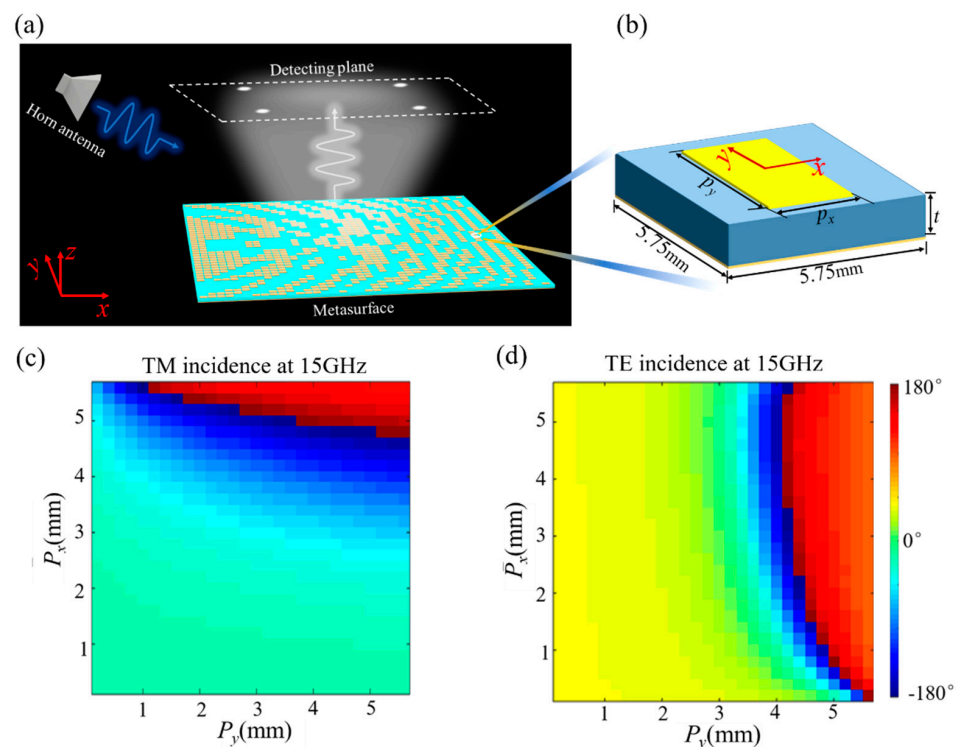 (a)
(b)
Detecting plane
Horn antenna
Metasurface
z
y
x
y
x
p_y
p_x
t
5.75mm
5.75mm
(c)
(d)
TM incidence at 15GHz
TE incidence at 15GHz
5
4
3
2
1
P_x(mm)
1 2 3 4 5
P_y(mm)
5
4
3
2
1
P_x(mm)
1 2 3 4 5
P_y(mm)
180°
0°
-180°